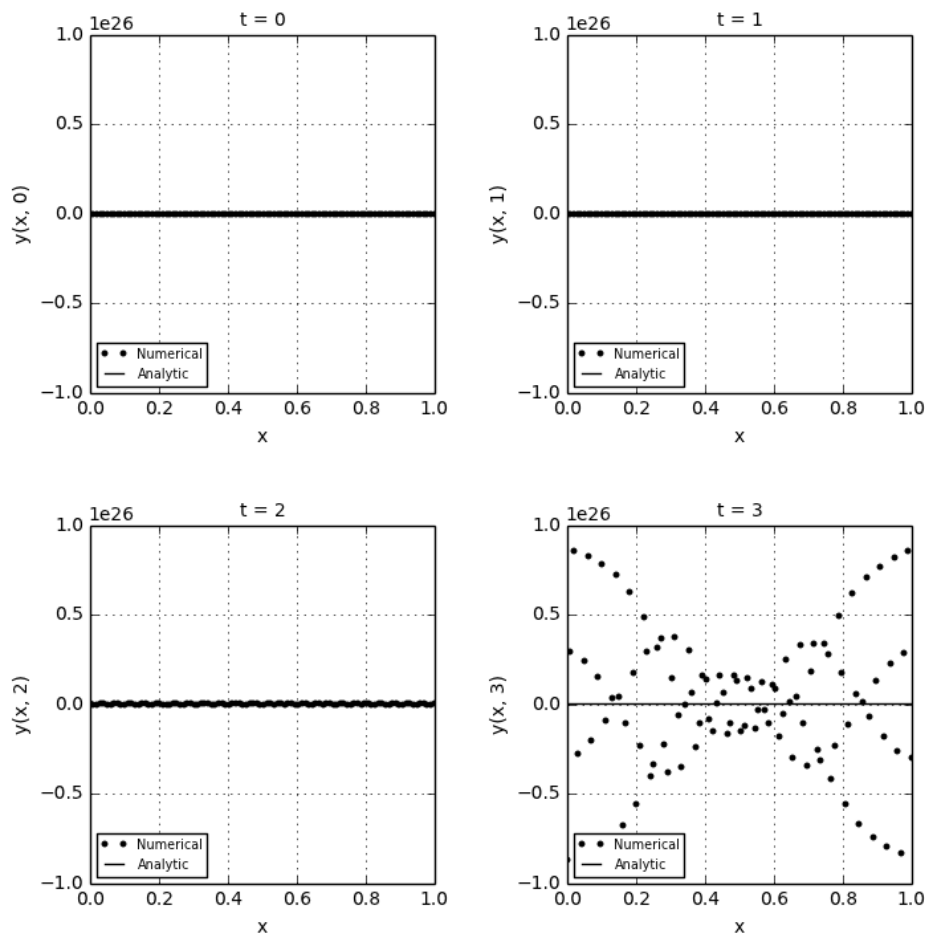 1e26
t = 0
1.0
0.5
0.0
−0.5
−1.0
y(x, 0)
Numerical
Analytic
0.0 0.2 0.4 0.6 0.8 1.0
x
1e26
t = 1
1.0
0.5
0.0
−0.5
−1.0
y(x, 1)
Numerical
Analytic
0.0 0.2 0.4 0.6 0.8 1.0
x
1e26
t = 2
1.0
0.5
0.0
−0.5
−1.0
y(x, 2)
Numerical
Analytic
0.0 0.2 0.4 0.6 0.8 1.0
x
1e26
t = 3
1.0
0.5
0.0
−0.5
−1.0
y(x, 3)
Numerical
Analytic
0.0 0.2 0.4 0.6 0.8 1.0
x